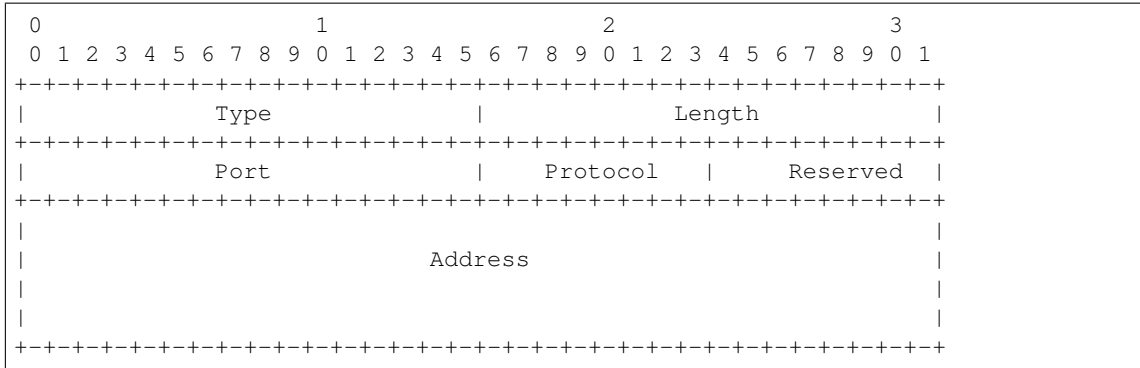 0                   1                   2                   3
 0 1 2 3 4 5 6 7 8 9 0 1 2 3 4 5 6 7 8 9 0 1 2 3 4 5 6 7 8 9 0 1
+-+-+-+-+-+-+-+-+-+-+-+-+-+-+-+-+-+-+-+-+-+-+-+-+-+-+-+-+-+-+-+-+
|             Type              |             Length            |
+-+-+-+-+-+-+-+-+-+-+-+-+-+-+-+-+-+-+-+-+-+-+-+-+-+-+-+-+-+-+-+-+
|             Port              |    Protocol   |     Reserved  |
+-+-+-+-+-+-+-+-+-+-+-+-+-+-+-+-+-+-+-+-+-+-+-+-+-+-+-+-+-+-+-+-+
|                                                               |
|                            Address                            |
|                                                               |
|                                                               |
+-+-+-+-+-+-+-+-+-+-+-+-+-+-+-+-+-+-+-+-+-+-+-+-+-+-+-+-+-+-+-+-+